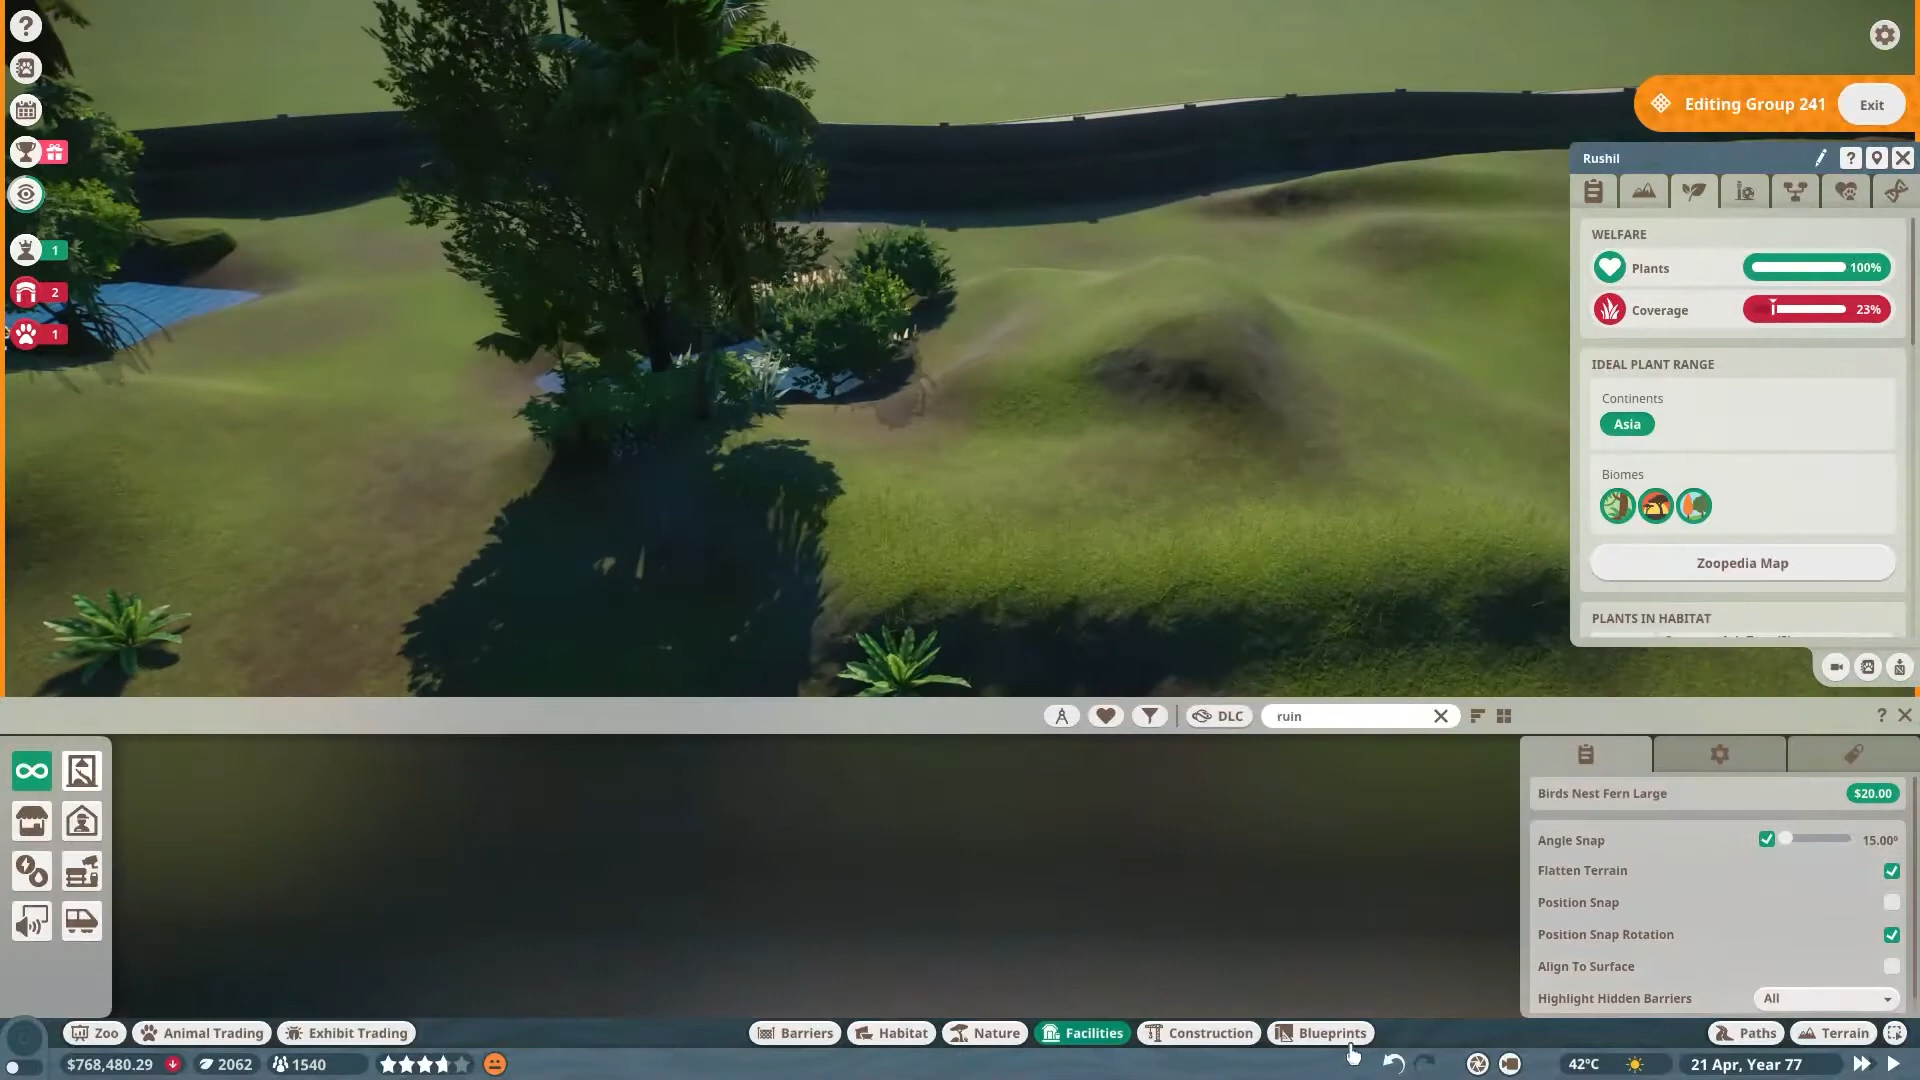 Editing Group 241
Exit
Rushil
WELFARE
Plants
100%
Coverage
23%
IDEAL PLANT RANGE
Continents
Asia
Biomes
Zoopedia Map
PLANTS IN HABITAT
1
2
1
DLC
ruin
Birds Nest Fern Large
$20.00
Angle Snap
15.00°
Flatten Terrain
Position Snap
Position Snap Rotation
Align To Surface
Highlight Hidden Barriers
All
Zoo
Animal Trading
Exhibit Trading
Barriers
Habitat
Nature
Facilities
Construction
Blueprints
Paths
Terrain
$768,480.29
2062
1540
42°C
21 Apr, Year 77